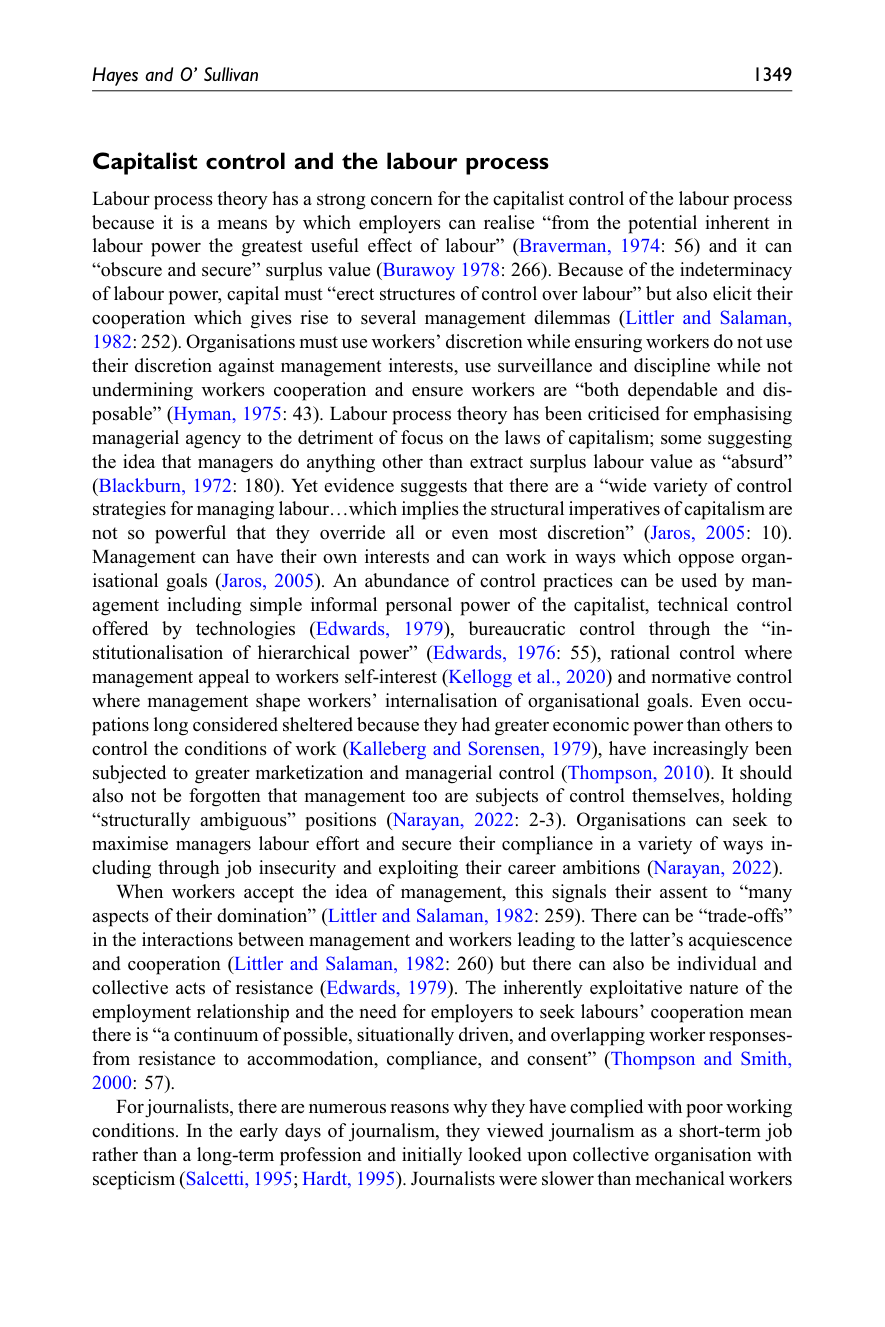 Hayes and O’ Sullivan 1349
Capitalist control and the labour process
Labour process theory has a strong concern for the capitalist control of the labour process
because it is a means by which employers can realise “from the potential inherent in
labour power the greatest useful effect of labour” (Braverman, 1974: 56) and it can
“obscure and secure” surplus value (Burawoy 1978: 266). Because of the indeterminacy
of labour power, capital must “erect structures of control over labour” but also elicit their
cooperation which gives rise to several management dilemmas (Littler and Salaman,
1982: 252). Organisations must use workers’ discretion while ensuring workers do not use
their discretion against management interests, use surveillance and discipline while not
undermining workers cooperation and ensure workers are “both dependable and dis-
posable” (Hyman, 1975: 43). Labour process theory has been criticised for emphasising
managerial agency to the detriment of focus on the laws of capitalism; some suggesting
the idea that managers do anything other than extract surplus labour value as “absurd”
(Blackburn, 1972: 180). Yet evidence suggests that there are a “wide variety of control
strategies for managing labour…which implies the structural imperatives of capitalism are
not so powerful that they override all or even most discretion” (Jaros, 2005: 10).
Management can have their own interests and can work in ways which oppose organ-
isational goals (Jaros, 2005). An abundance of control practices can be used by man-
agement including simple informal personal power of the capitalist, technical control
offered by technologies (Edwards, 1979), bureaucratic control through the “in-
stitutionalisation of hierarchical power” (Edwards, 1976: 55), rational control where
management appeal to workers self-interest (Kellogg et al., 2020) and normative control
where management shape workers’ internalisation of organisational goals. Even occu-
pations long considered sheltered because they had greater economic power than others to
control the conditions of work (Kalleberg and Sorensen, 1979), have increasingly been
subjected to greater marketization and managerial control (Thompson, 2010). It should
also not be forgotten that management too are subjects of control themselves, holding
“structurally ambiguous” positions (Narayan, 2022: 2-3). Organisations can seek to
maximise managers labour effort and secure their compliance in a variety of ways in-
cluding through job insecurity and exploiting their career ambitions (Narayan, 2022).
When workers accept the idea of management, this signals their assent to “many
aspects of their domination” (Littler and Salaman, 1982: 259). There can be “trade-offs”
in the interactions between management and workers leading to the latter’s acquiescence
and cooperation (Littler and Salaman, 1982: 260) but there can also be individual and
collective acts of resistance (Edwards, 1979). The inherently exploitative nature of the
employment relationship and the need for employers to seek labours’ cooperation mean
there is “a continuum of possible, situationally driven, and overlapping worker responses-
from resistance to accommodation, compliance, and consent” (Thompson and Smith,
2000: 57).
For journalists, there are numerous reasons why they have complied with poor working
conditions. In the early days of journalism, they viewed journalism as a short-term job
rather than a long-term profession and initially looked upon collective organisation with
scepticism (Salcetti, 1995; Hardt, 1995). Journalists were slower than mechanical workers